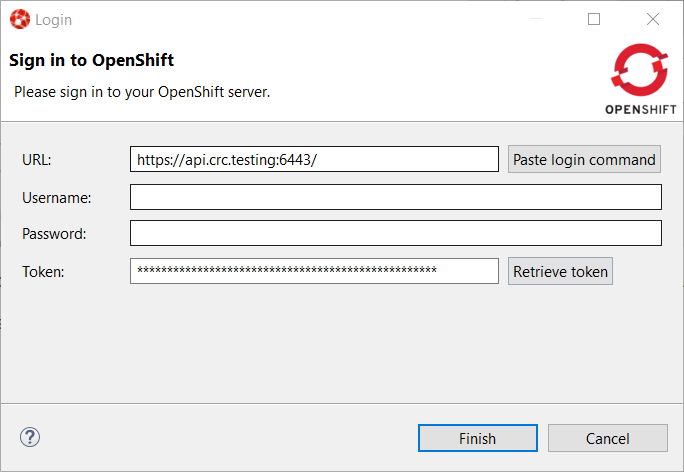 Login
Sign in to OpenShift
Please sign in to your OpenShift server.
OPENSHIFT
URL: https://api.crc.testing:6443/ Paste login command
Username:
Password:
Token: ************************************************** Retrieve token
? Finish Cancel